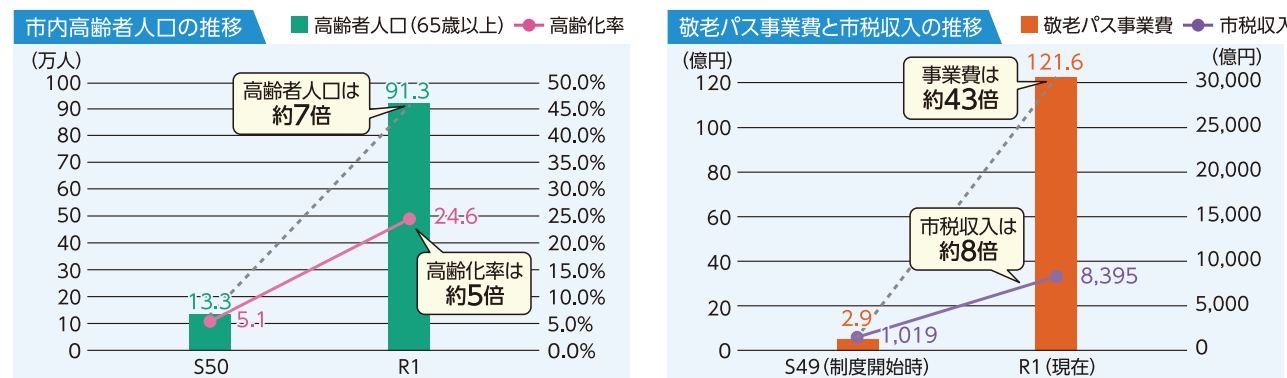 市内高齢者人口の推移
高齢者人口(65歳以上)
高齢化率
(万人)
100
90
80
70
60
50
40
30
20
10
0
50.0%
45.0%
40.0%
35.0%
30.0%
25.0%
20.0%
15.0%
10.0%
5.0%
0.0%
高齢者人口は
約7倍
91.3
24.6
高齢化率は
約5倍
13.3
5.1
S50
R1
敬老パス事業費と市税収入の推移
敬老パス事業費
市税収入
(億円)
(億円)
120
100
80
60
40
20
0
30,000
25,000
20,000
15,000
10,000
5,000
0
事業費は
約43倍
121.6
市税収入は
約8倍
8,395
2.9
1,019
S49(制度開始時)
R1(現在)